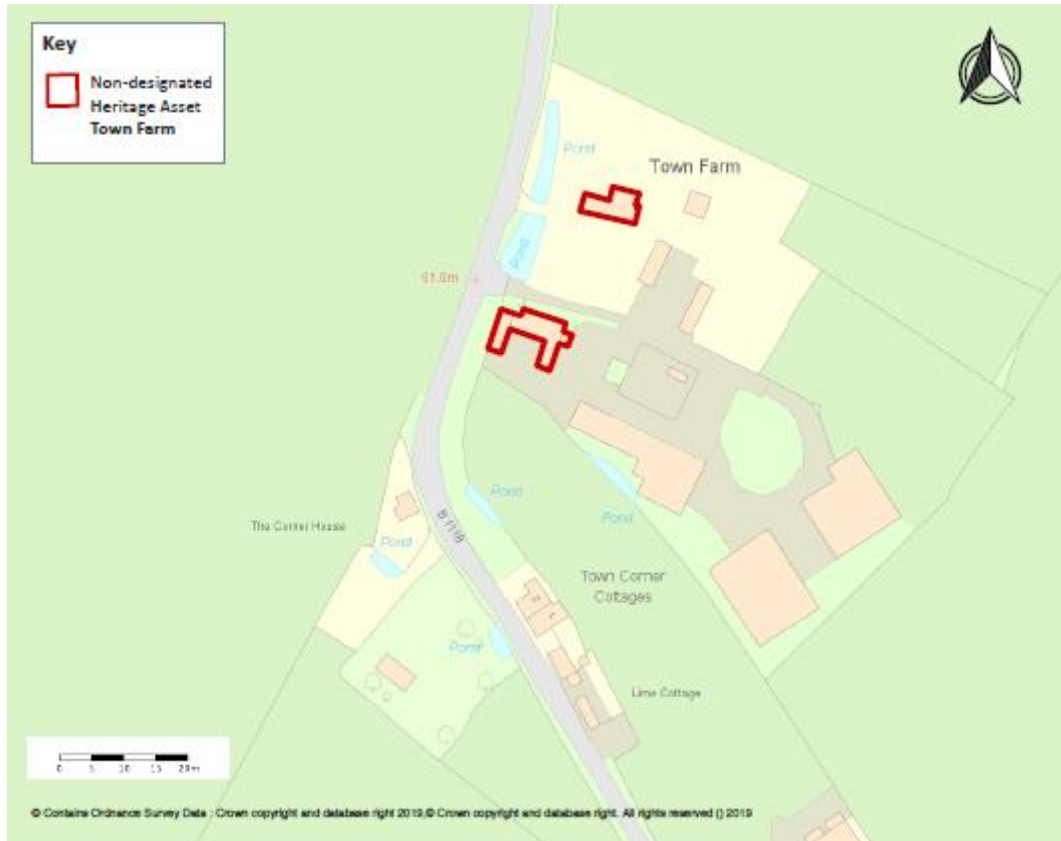 Key
Non-designated
Heritage Asset
Town Farm
Pond
Town Farm
Pond
61.0m
Pond
B 1118
The Corner House
Pond
Pond
Town Corner
Cottages
Pond
Lime Cottage
0 5 10 15 20m
© Contains Ordnance Survey Data : Crown copyright and database right 2019,© Crown copyright and database right. All rights reserved () 2019